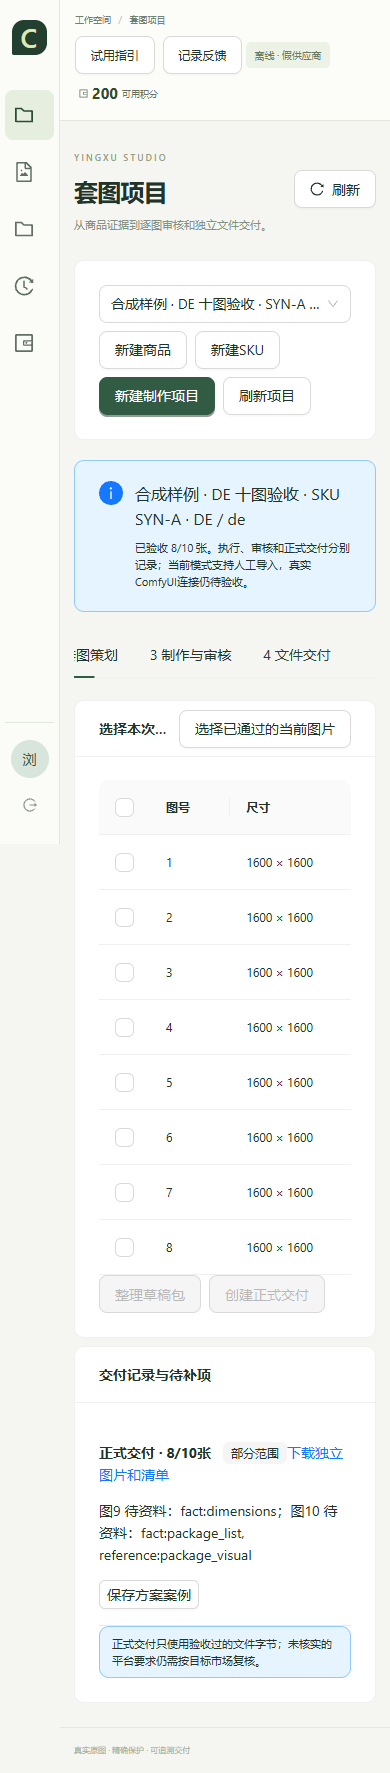 C
工作空间 / 套图项目
试用指引 记录反馈 离线 · 假供应商
200 可用积分
YINGXU STUDIO
套图项目
刷新
从商品证据到逐图审核和独立文件交付。
合成样例 · DE 十图验收 · SYN-A ...
新建商品 新建SKU
新建制作项目 刷新项目
合成样例 · DE 十图验收 · SKU
SYN-A · DE / de
已验收 8/10 张。执行、审核和正式交付分别
记录；当前模式支持人工导入，真实
ComfyUI连接仍待验收。
图策划 3 制作与审核 4 文件交付
选择本次... 选择已通过的当前图片
图号 尺寸
1 1600 × 1600
2 1600 × 1600
3 1600 × 1600
4 1600 × 1600
5 1600 × 1600
6 1600 × 1600
7 1600 × 1600
8 1600 × 1600
整理草稿包 创建正式交付
浏
交付记录与待补项
正式交付 · 8/10张 部分范围 下载独立
图片和清单
图9 待资料：fact:dimensions；图10 待
资料：fact:package_list,
reference:package_visual
保存方案案例
正式交付只使用验收过的文件字节；未核实的
平台要求仍需按目标市场复核。
真实原图 · 精确保护 · 可追溯交付